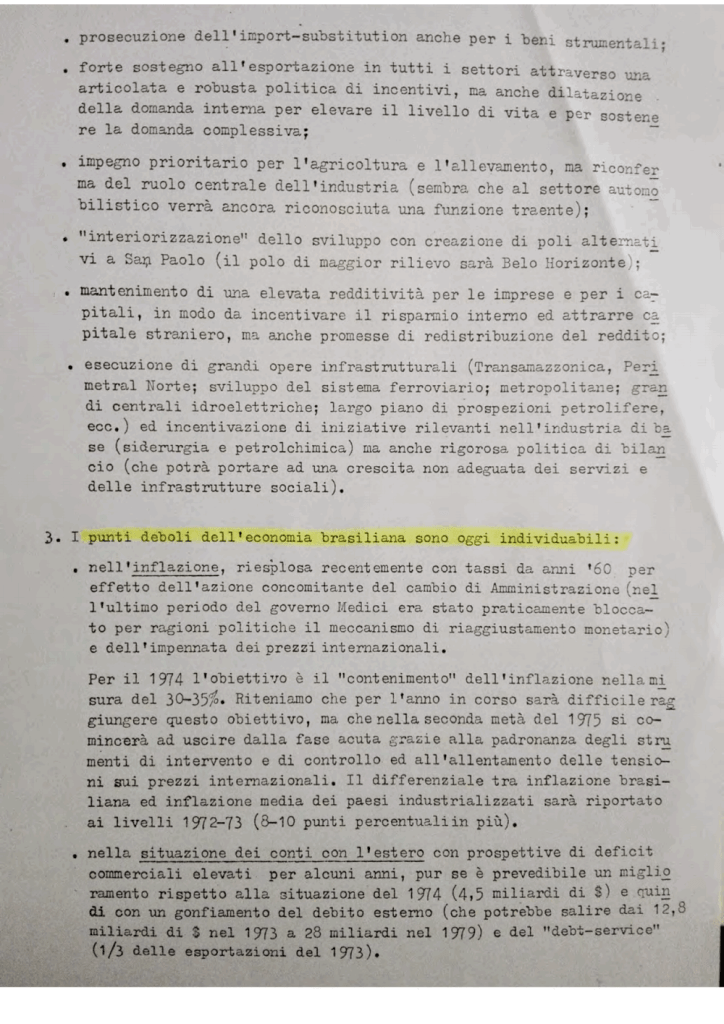 . prosecuzione dell'import-substitution anche per i beni strumentali;
. forte sostegno all'esportazione in tutti i settori attraverso una
articolata e robusta politica di incentivi, ma anche dilatazione
della domanda interna per elevare il livello di vita e per sostene
re la domanda complessiva;
. impegno prioritario per l'agricoltura e l'allevamento, ma riconfer
ma del ruolo centrale dell'industria (sembra che al settore automo
bilistico verrà ancora riconosciuta una funzione traente);
. "interiorizzazione" dello sviluppo con creazione di poli alternati
vi a San Paolo (il polo di maggior rilievo sarà Belo Horizonte);
. mantenimento di una elevata redditività per le imprese e per i ca-
pitali, in modo da incentivare il risparmio interno ed attrarre ca
pitale straniero, ma anche promesse di redistribuzione del reddito;
. esecuzione di grandi opere infrastrutturali (Transamazzonica, Peri
metral Norte; sviluppo del sistema ferroviario; metropolitane; gran
di centrali idroelettriche; largo piano di prospezioni petrolifere,
ecc.) ed incentivazione di iniziative rilevanti nell'industria di ba
se (siderurgia e petrolchimica) ma anche rigorosa politica di bilan
cio (che potrà portare ad una crescita non adeguata dei servizi e
delle infrastrutture sociali).
3. I punti deboli dell'economia brasiliana sono oggi individuabili:
. nell'inflazione, riesplosa recentemente con tassi da anni '60 per
effetto dell'azione concomitante del cambio di Amministrazione (nel
l'ultimo periodo del governo Medici era stato praticamente blocca-
to per ragioni politiche il meccanismo di riaggiustamento monetario)
e dell'impennata dei prezzi internazionali.
Per il 1974 l'obiettivo è il "contenimento" dell'inflazione nella mi
sura del 30-35%. Riteniamo che per l'anno in corso sarà difficile rag
giungere questo obiettivo, ma che nella seconda metà del 1975 si co-
mincerà ad uscire dalla fase acuta grazie alla padronanza degli stru
menti di intervento e di controllo ed all'allentamento delle tensio-
ni sui prezzi internazionali. Il differenziale tra inflazione brasi-
liana ed inflazione media dei paesi industrializzati sarà riportato
ai livelli 1972-73 (8-10 punti percentuali in più).
. nella situazione dei conti con l'estero con prospettive di deficit
commerciali elevati per alcuni anni, pur se è prevedibile un miglio
ramento rispetto alla situazione del 1974 (4,5 miliardi di $) e quin
di con un gonfiamento del debito esterno (che potrebbe salire dai 12,8
miliardi di $ nel 1973 a 28 miliardi nel 1979) e del "debt-service"
(1/3 delle esportazioni del 1973).